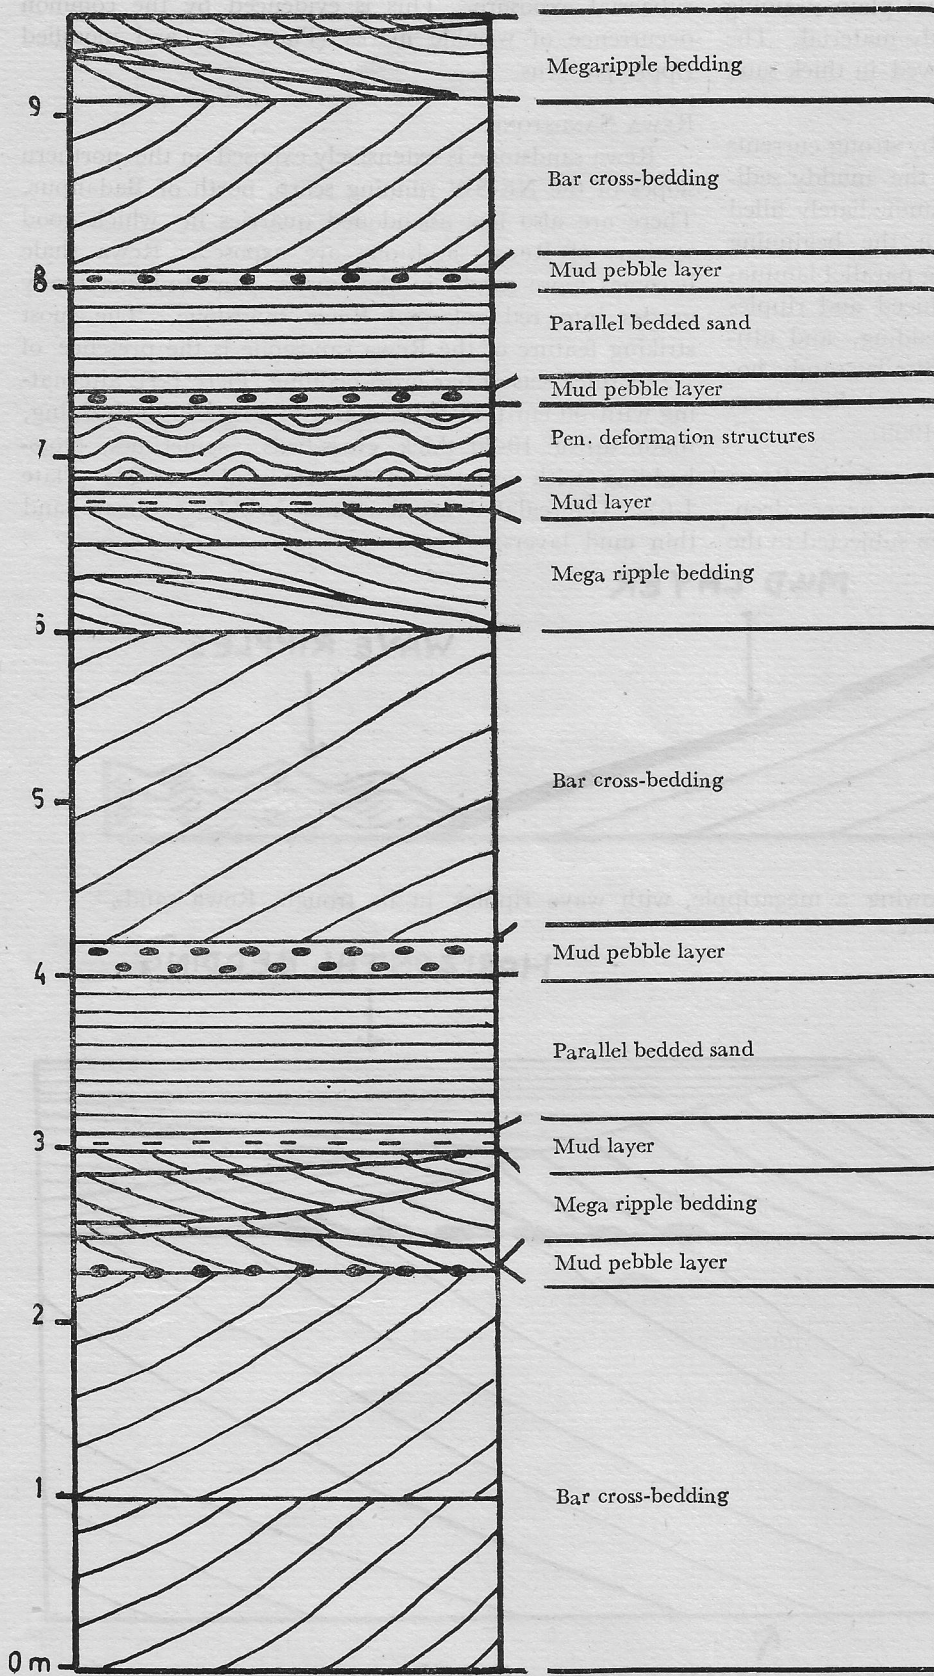 Megaripple bedding
9
Bar cross-bedding
Mud pebble layer
8
Parallel bedded sand
Mud pebble layer
Pen. deformation structures
7
Mud layer
Mega ripple bedding
6
Bar cross-bedding
5
Mud pebble layer
4
Parallel bedded sand
3
Mud layer
Mega ripple bedding
Mud pebble layer
2
1
Bar cross-bedding
0 m